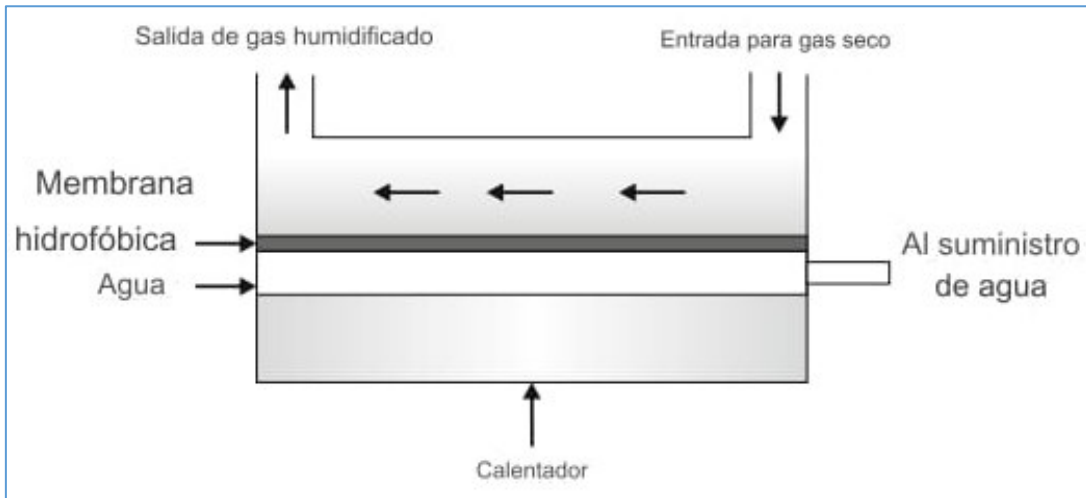 Salida de gas humidificado
Entrada para gas seco
Membrana
hidrofóbica
Agua
Al suministro
de agua
Calentador